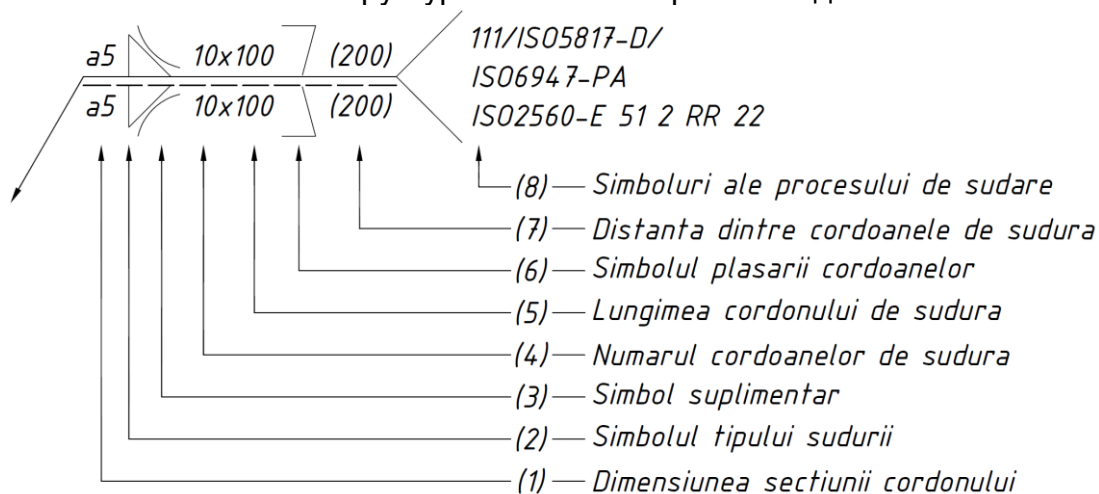 a5 10x100 (200)
a5 10x100 (200)
111/ISO5817-D/
ISO6947-PA
ISO2560-E 51 2 RR 22
(8) — Simboluri ale procesului de sudare
(7) — Distanta dintre cordoanele de sudura
(6) — Simbolul plasarii cordoanelor
(5) — Lungimea cordonului de sudura
(4) — Numarul cordoanelor de sudura
(3) — Simbol suplimentar
(2) — Simbolul tipului sudurii
(1) — Dimensiunea sectiunii cordonului